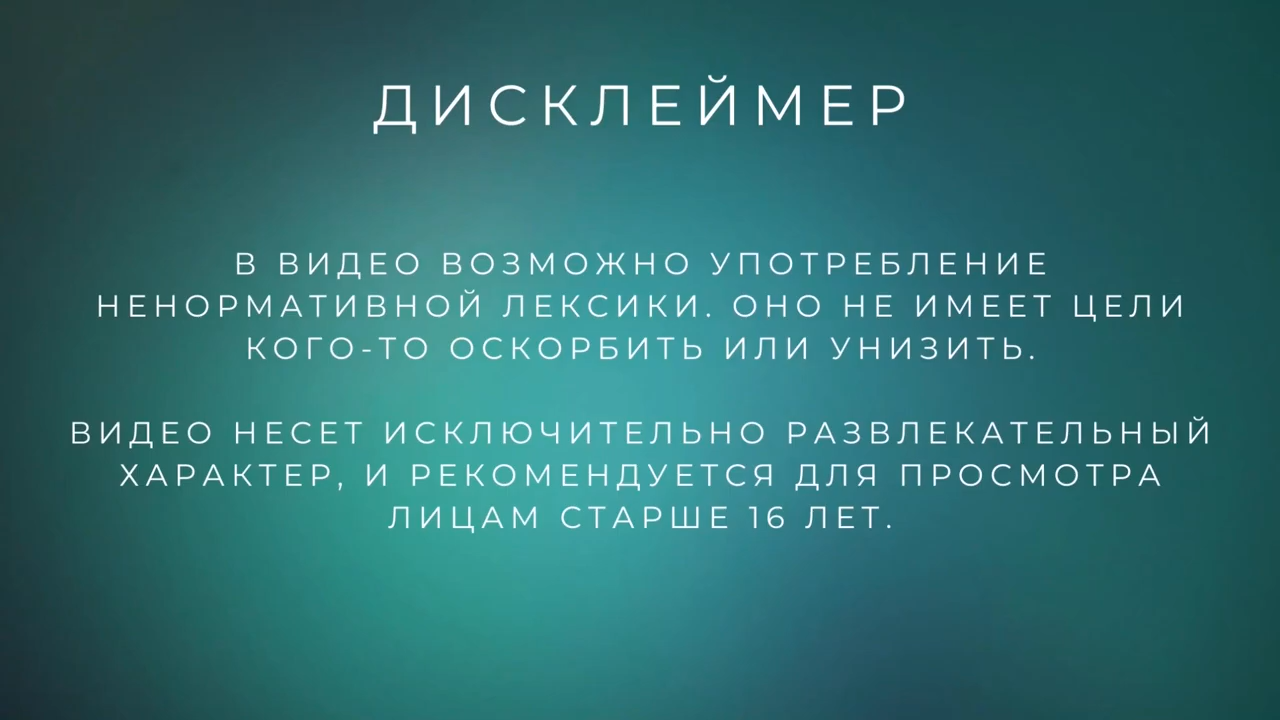 ДИСКЛЕЙМЕР
В ВИДЕО ВОЗМОЖНО УПОТРЕБЛЕНИЕ
НЕНОРМАТИВНОЙ ЛЕКСИКИ. ОНО НЕ ИМЕЕТ ЦЕЛИ
КОГО-ТО ОСКОРБИТЬ ИЛИ УНИЗИТЬ.
ВИДЕО НЕСЕТ ИСКЛЮЧИТЕЛЬНО РАЗВЛЕКАТЕЛЬНЫЙ
ХАРАКТЕР, И РЕКОМЕНДУЕТСЯ ДЛЯ ПРОСМОТРА
ЛИЦАМ СТАРШЕ 16 ЛЕТ.